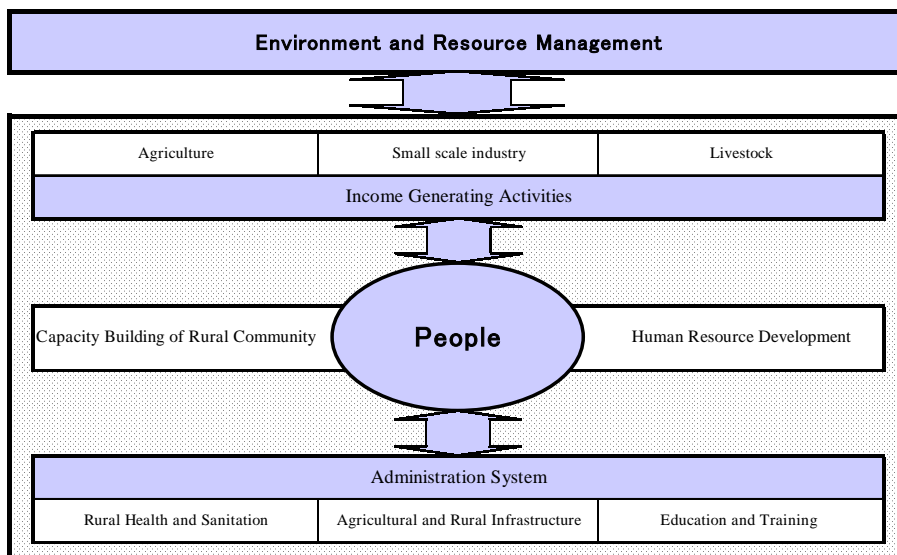 Environment and Resource Management
Agriculture
Small scale industry
Livestock
Income Generating Activities
Capacity Building of Rural Community
People
Human Resource Development
Administration System
Rural Health and Sanitation
Agricultural and Rural Infrastructure
Education and Training